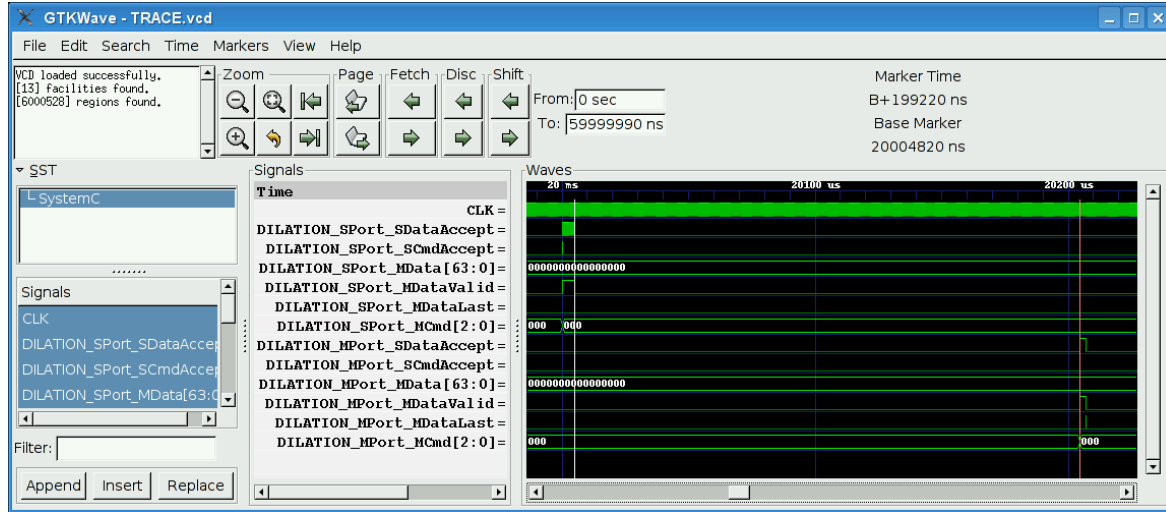 GTKWave - TRACE.vcd
File Edit Search Time Markers View Help
VCD loaded successfully.
[13] facilities found.
[6000528] regions found.
Zoom Page Fetch Disc Shift
From: 0 sec
To: 59999990 ns
Marker Time
B+199220 ns
Base Marker
20004820 ns
SST
SystemC
Signals
CLK
DILATION_SPort_SDataAccep
DILATION_SPort_SCmdAccep
DILATION_SPort_MData[63:0
Filter:
Append Insert Replace
Signals
Time
CLK =
DILATION_SPort_SDataAccept=
DILATION_SPort_SCmdAccept=
DILATION_SPort_MData[63:0]=
DILATION_SPort_MDataValid=
DILATION_SPort_MDataLast=
DILATION_SPort_MCmd[2:0]=
DILATION_MPort_SDataAccept=
DILATION_MPort_SCmdAccept=
DILATION_MPort_MData[63:0]=
DILATION_MPort_MDataValid=
DILATION_MPort_MDataLast=
DILATION_MPort_MCmd[2:0]=
Waves
20 ms 20100 us 20200 us
0000000000000000
000 000
0000000000000000
000 000